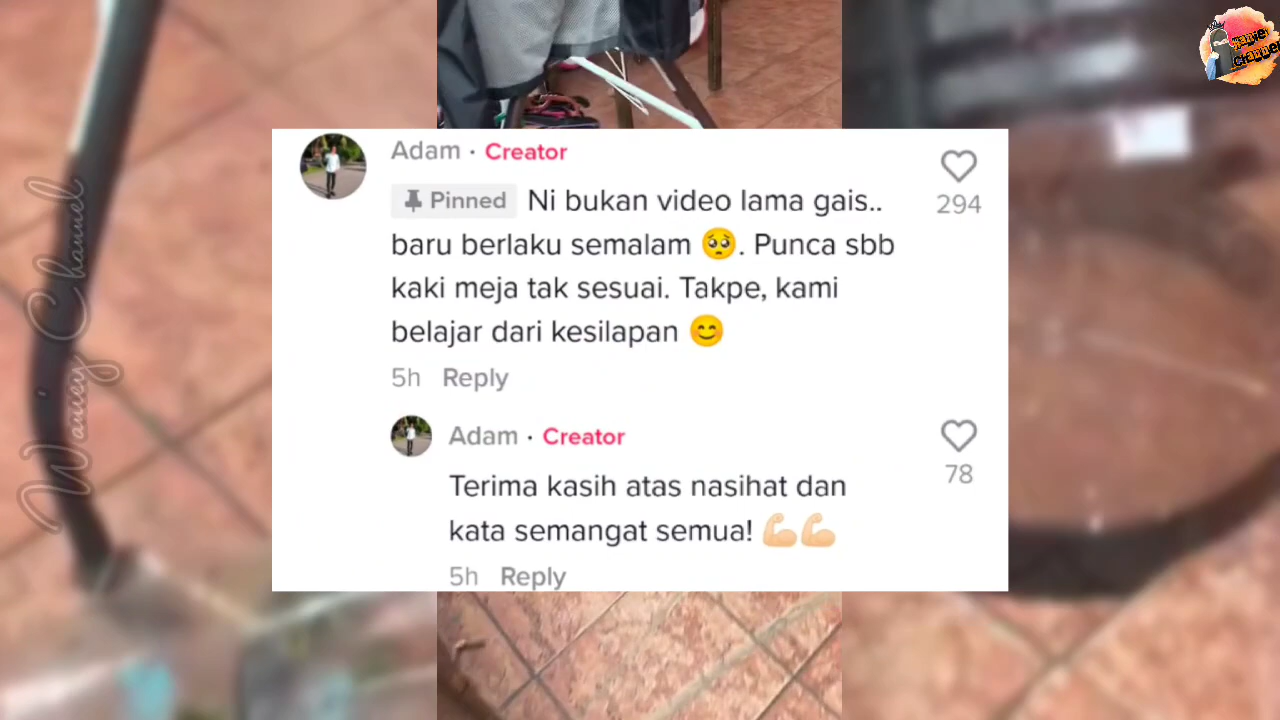 Adam · Creator
Pinned Ni bukan video lama gais..
294
baru berlaku semalam 🥺. Punca sbb
kaki meja tak sesuai. Takpe, kami
belajar dari kesilapan 😊
5h Reply
Adam · Creator
78
Terima kasih atas nasihat dan
kata semangat semua! 💪🏻💪🏻
5h Reply
Waniey Channel